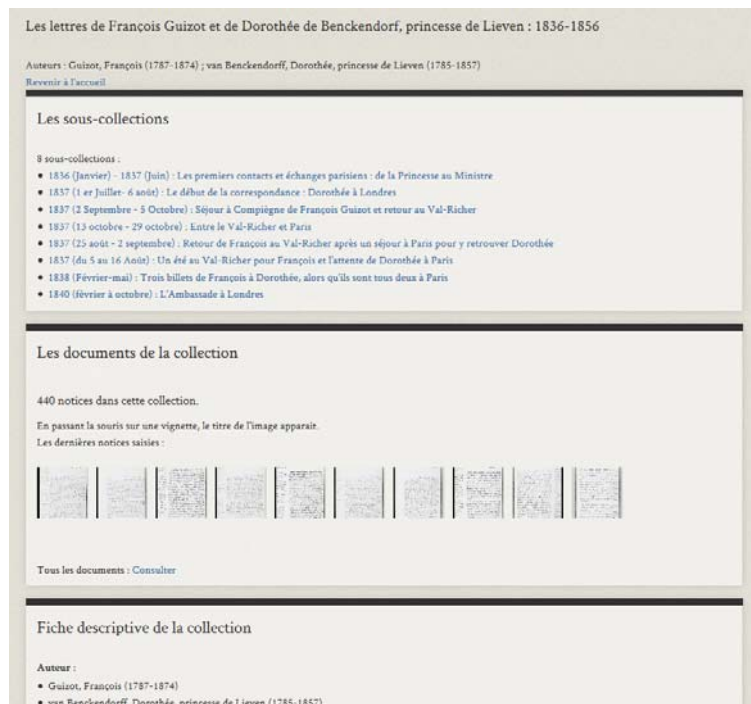 Les lettres de François Guizot et de Dorothée de Benckendorf, princesse de Lieven : 1836-1856
Auteurs : Guizot, François (1787-1874) ; van Benckendorff, Dorothée, princesse de Lieven (1785-1857)
Revenir à l'accueil
Les sous-collections
8 sous-collections :
• 1836 (Janvier) - 1837 (Juin) : Les premiers contacts et échanges parisiens : de la Princesse au Ministre
• 1837 (1 er Juillet- 6 août) : Le début de la correspondance : Dorothée à Londres
• 1837 (2 Septembre - 5 Octobre) : Séjour à Compiègne de François Guizot et retour au Val-Richer
• 1837 (13 octobre - 29 octobre) : Entre le Val-Richer et Paris
• 1837 (25 août - 2 septembre) : Retour de François au Val-Richer après un séjour à Paris pour y retrouver Dorothée
• 1837 (du 5 au 16 Août) : Un été au Val-Richer pour François et l'attente de Dorothée à Paris
• 1838 (Février-mai) : Trois billets de François à Dorothée, alors qu'ils sont tous deux à Paris
• 1840 (février à octobre) : L'Ambassade à Londres
Les documents de la collection
440 notices dans cette collection.
En passant la souris sur une vignette, le titre de l'image apparait.
Les dernières notices saisies :
Tous les documents : Consulter
Fiche descriptive de la collection
Auteur :
• Guizot, François (1787-1874)
• van Benckendorff, Dorothée, princesse de Lieven (1785-1857)